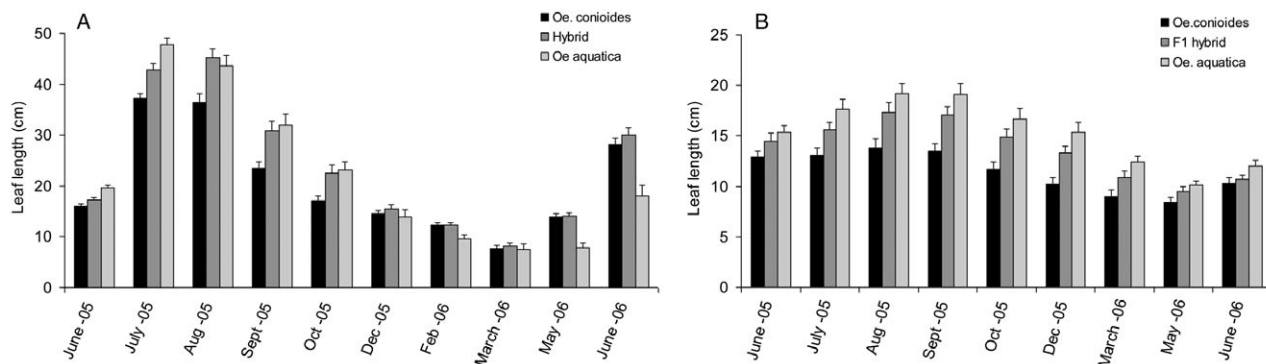 A
Oe. conioides
Hybrid
Oe aquatica
Leaf length (cm)
50
40
30
20
10
0
June -05
July -05
Aug -05
Sept -05
Oct -05
Dec -05
Feb -06
March -06
May -06
June -06
B
Oe.conioides
F1 hybrid
Oe. aquatica
Leaf length (cm)
25
20
15
10
5
0
June -05
July -05
Aug -05
Sept -05
Oct -05
Dec -05
March -06
May -06
June -06